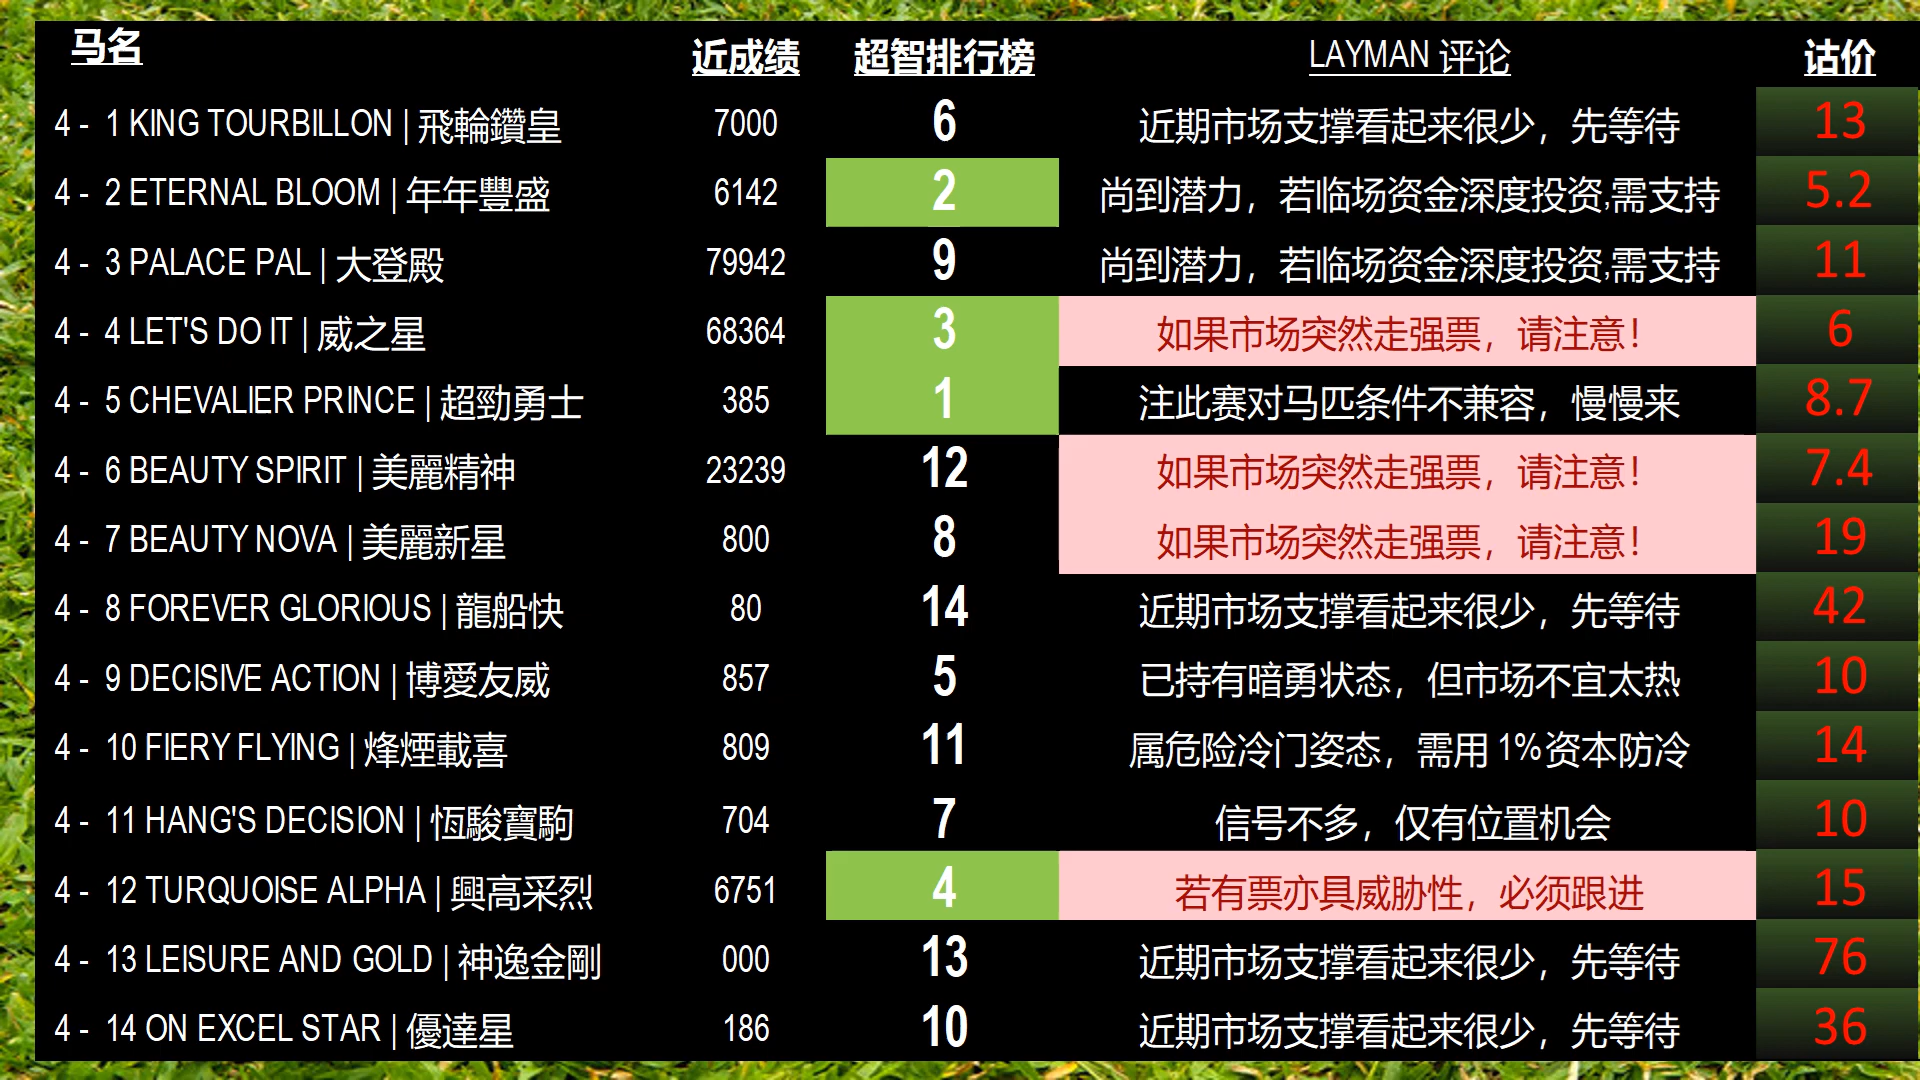 马名 近成绩 超智排行榜 LAYMAN 评论 诂价
4 - 1 KING TOURBILLON | 飛輪鑽皇 7000 6 近期市场支撑看起来很少，先等待 13
4 - 2 ETERNAL BLOOM | 年年豐盛 6142 2 尚到潜力，若临场资金深度投资,需支持 5.2
4 - 3 PALACE PAL | 大登殿 79942 9 尚到潜力，若临场资金深度投资,需支持 11
4 - 4 LET'S DO IT | 威之星 68364 3 如果市场突然走强票，请注意！ 6
4 - 5 CHEVALIER PRINCE | 超勁勇士 385 1 注此赛对马匹条件不兼容，慢慢来 8.7
4 - 6 BEAUTY SPIRIT | 美麗精神 23239 12 如果市场突然走强票，请注意！ 7.4
4 - 7 BEAUTY NOVA | 美麗新星 800 8 如果市场突然走强票，请注意！ 19
4 - 8 FOREVER GLORIOUS | 龍船快 80 14 近期市场支撑看起来很少，先等待 42
4 - 9 DECISIVE ACTION | 博愛友威 857 5 已持有暗勇状态，但市场不宜太热 10
4 - 10 FIERY FLYING | 烽煙載喜 809 11 属危险冷门姿态，需用 1% 资本防冷 14
4 - 11 HANG'S DECISION | 恆駿寶駒 704 7 信号不多，仅有位置机会 10
4 - 12 TURQUOISE ALPHA | 興高采烈 6751 4 若有票亦具威胁性，必须跟进 15
4 - 13 LEISURE AND GOLD | 神逸金剛 000 13 近期市场支撑看起来很少，先等待 76
4 - 14 ON EXCEL STAR | 優達星 186 10 近期市场支撑看起来很少，先等待 36